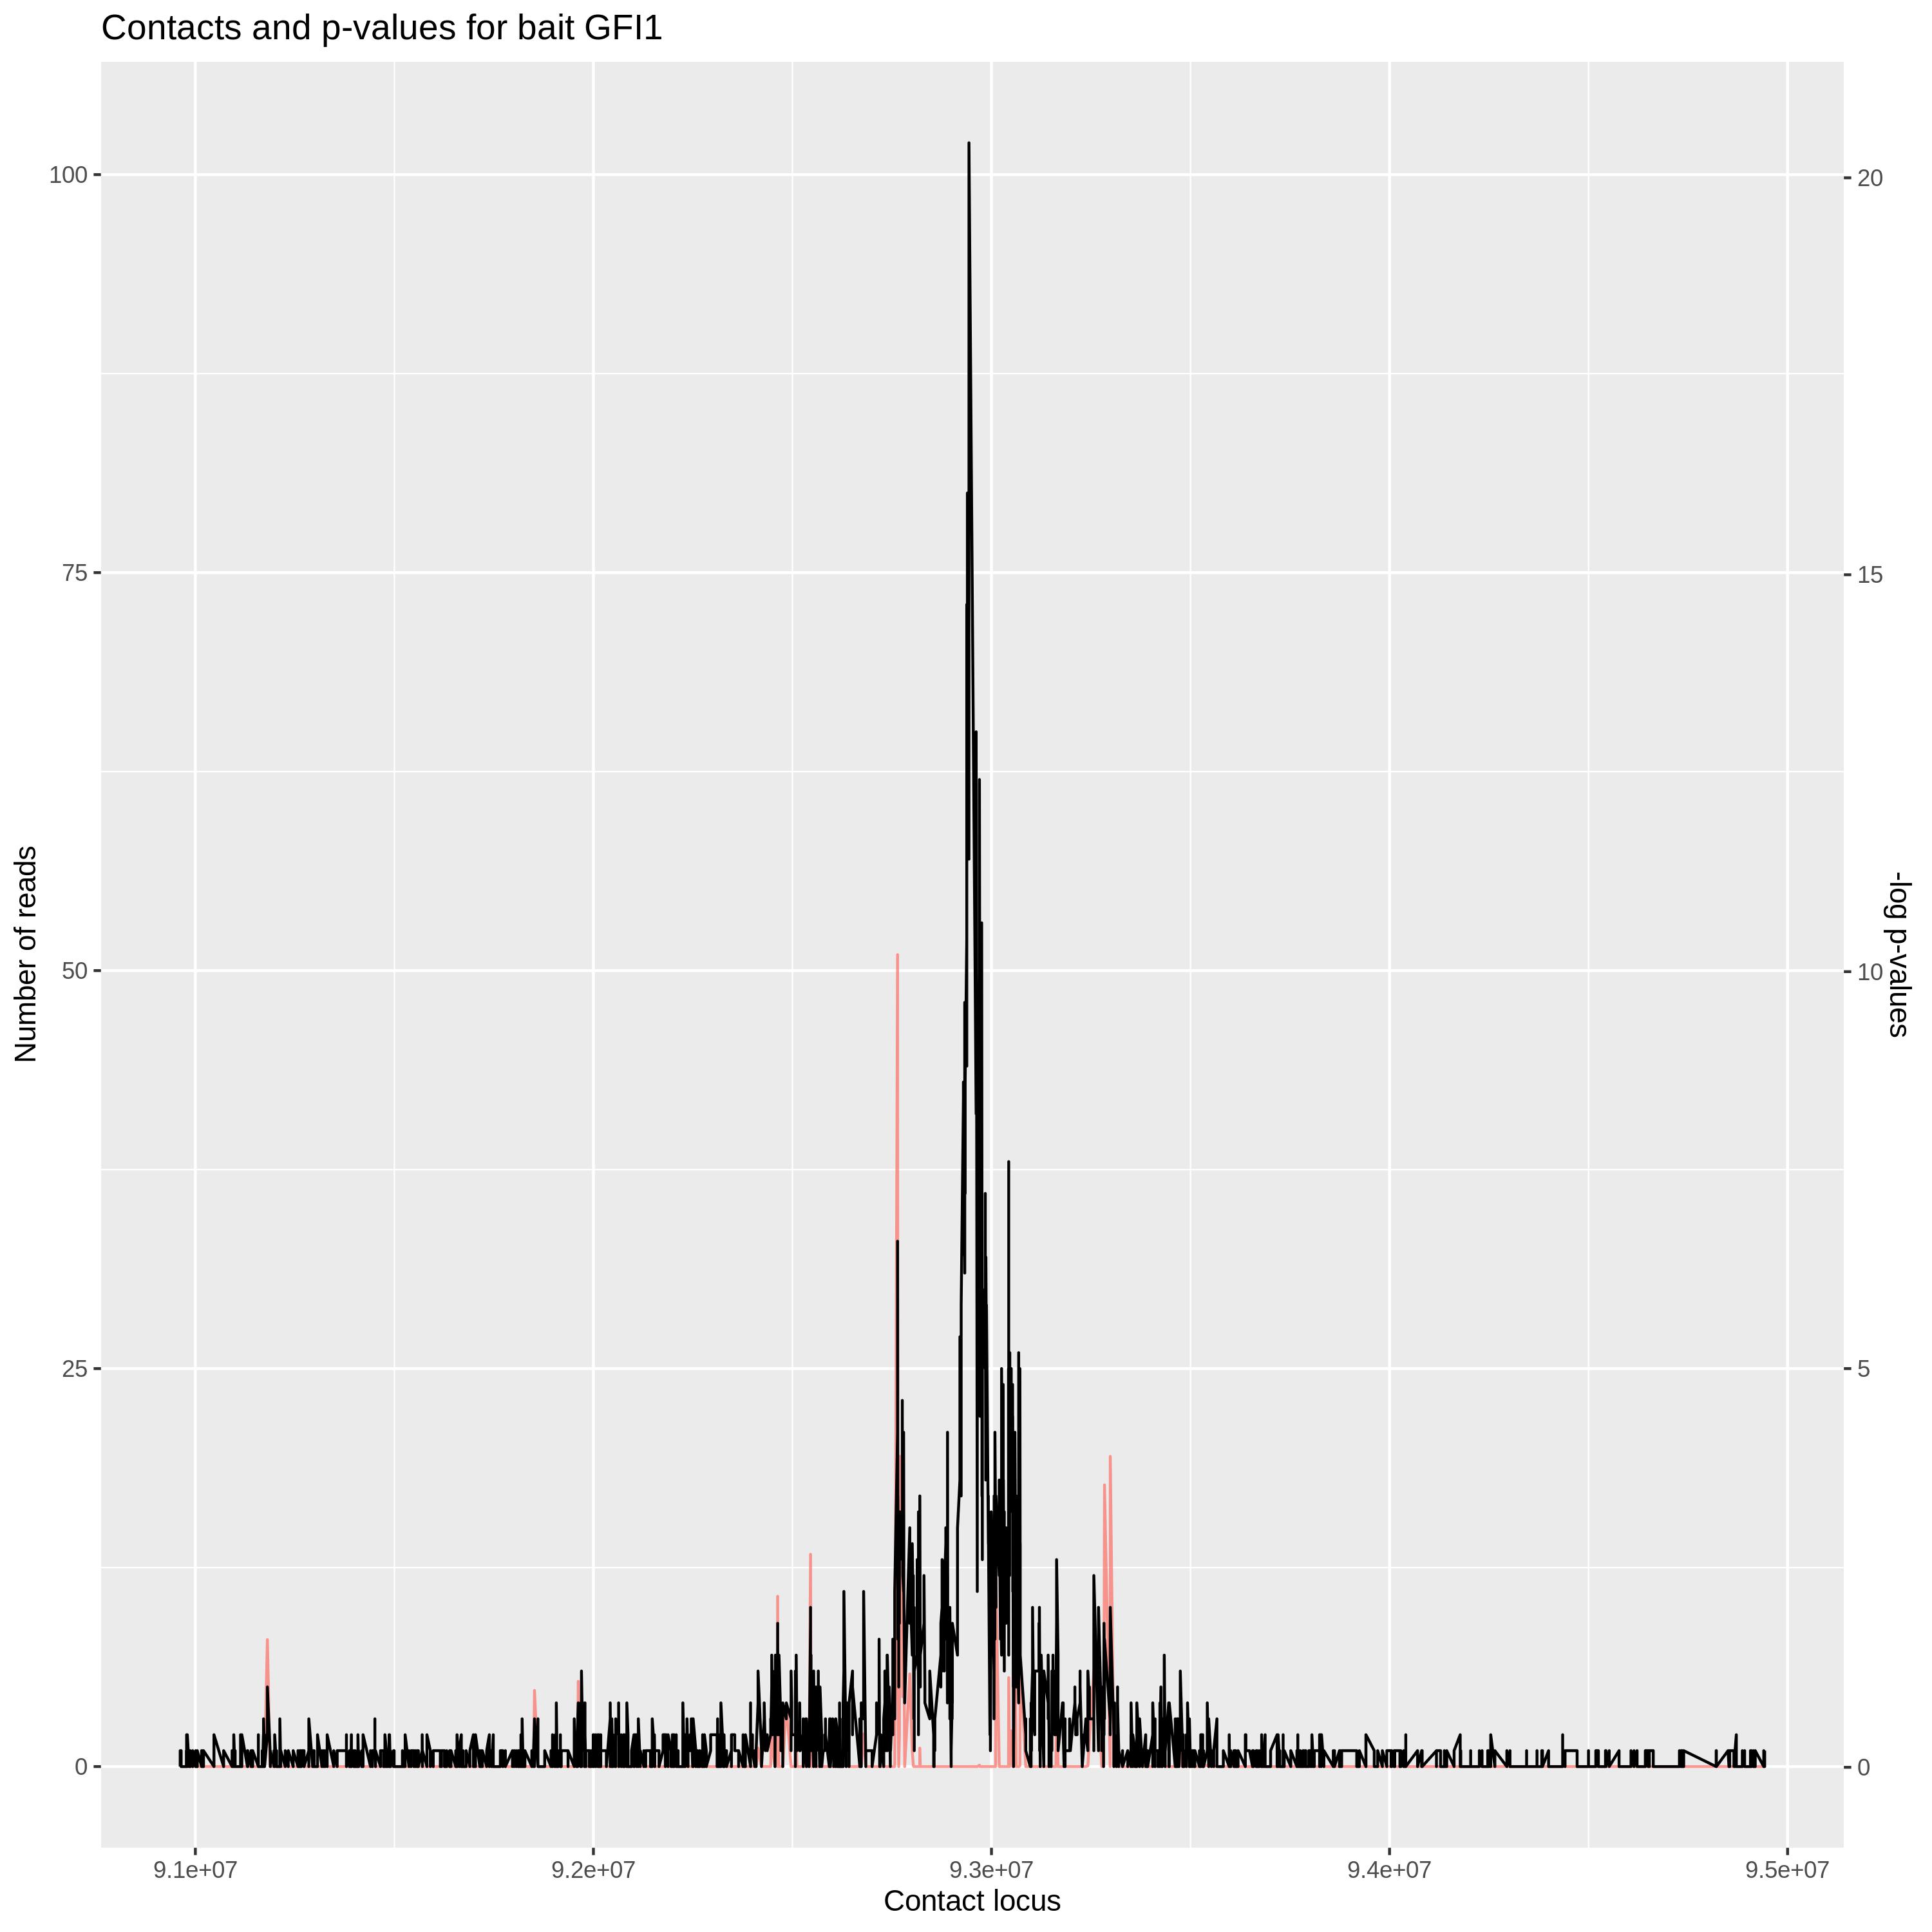 Contacts and p-values for bait GFI1
100
75
50
25
0
20
15
10
5
0
Number of reads
-log p-values
9.1e+07
9.2e+07
9.3e+07
9.4e+07
9.5e+07
Contact locus